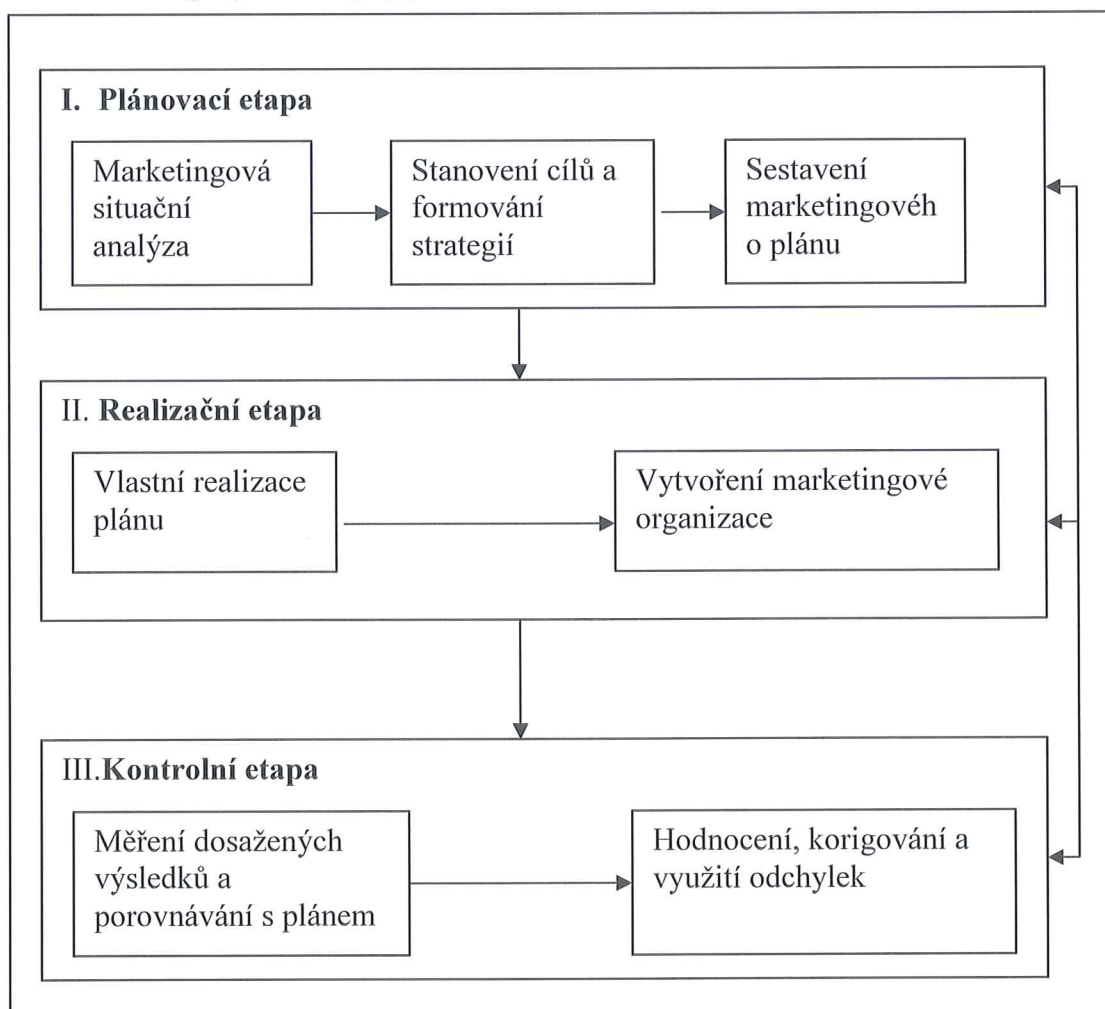 I. Plánovací etapa
Marketingová
situační
analýza
Stanovení cílů a
formování
strategií
Sestavení
marketingovéh
o plánu
II. Realizační etapa
Vlastní realizace
plánu
Vytvoření marketingové
organizace
III.Kontrolní etapa
Měření dosažených
výsledků a
porovnávání s plánem
Hodnocení, korigování a
využití odchylek